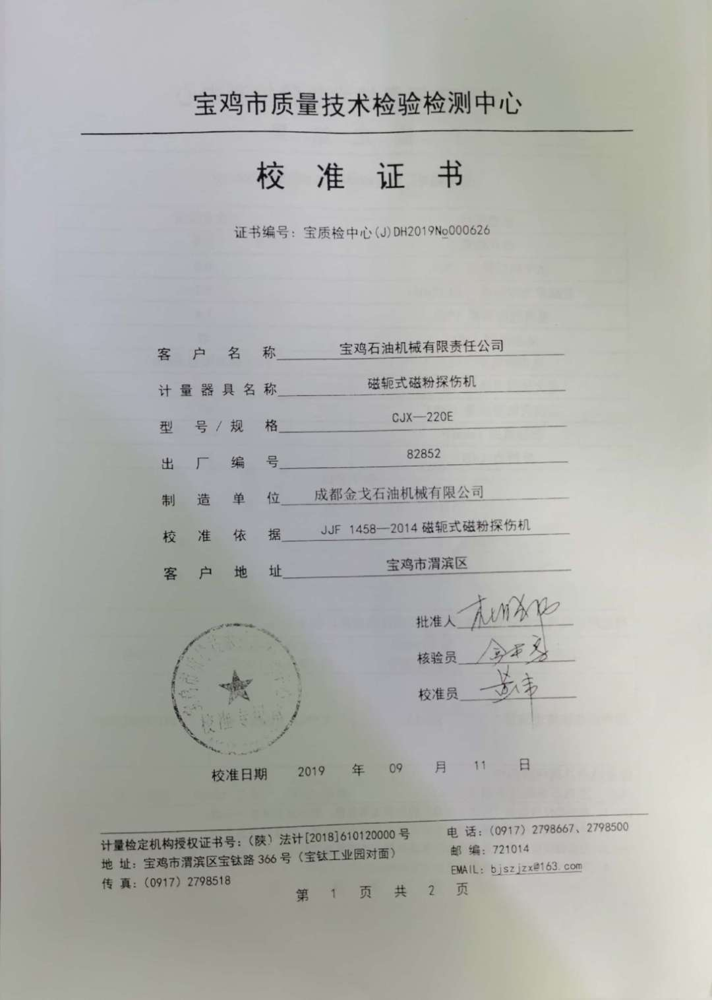 宝鸡市质量技术检验检测中心
校准证书
证书编号：宝质检中心(J)DH2019No000626
客户名称 宝鸡石油机械有限责任公司
计量器具名称 磁轭式磁粉探伤机
型号/规格 CJX—220E
出厂编号 82852
制造单位 成都金戈石油机械有限公司
校准依据 JJF 1458—2014 磁轭式磁粉探伤机
客户地址 宝鸡市渭滨区
批准人
核验员
校准员
校准日期 2019 年 09 月 11 日
计量检定机构授权证书号：(陕）法计[2018]610120000 号
电 话：(0917) 2798667、2798500
地 址：宝鸡市渭滨区宝钛路 366 号（宝钛工业园对面）
邮 编：721014
传 真：(0917) 2798518
EMAIL：bjszjzx@163.com
第 1 页 共 2 页